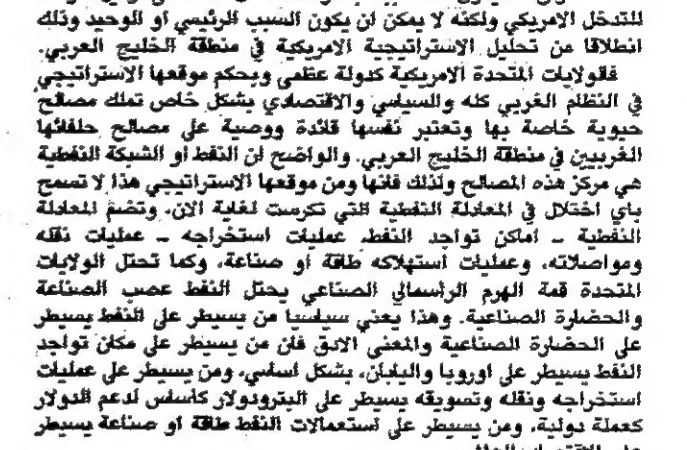 للتدخل الامريكي ولكنه لا يمكن ان يكون السبب الرئيسي أو الوحيد وذلك
انطلاقا من تحليل الاستراتيجية الامريكية في منطقة الخليج العربي.
فالولايات المتحدة الامريكية كدولة عظمى وبحكم موقعها الاستراتيجي
في النظام الغربي كله والسياسي والاقتصادي بشكل خاص تملك مصالح
حيوية خاصة بها وتعتبر نفسها قائدة ووصية على مصالح حلفائها
الغربيين في منطقة الخليج العربي. والواضح ان النفط او الشبكة النفطية
هي مركز هذه المصالح ولذلك فانها ومن موقعها الاستراتيجي هذا لا تسمح
باي اختلال في المعادلة النفطية التي تكرست لغاية الان، وتضم المعادلة
النفطية ـ اماكن تواجد النفط، عمليات استخراجه ـ عمليات نقله
ومواصلاته، وعمليات استهلاكه طاقة او صناعة، وكما تحتل الولايات
المتحدة قمة الهرم الرأسمالي الصناعي يحتل النفط عصب الصناعة
والحضارة الصناعية. وهذا يعني سياسيا من يسيطر على النفط يسيطر
على الحضارة الصناعية والمعنى الادق فان من يسيطر على مكان تواجد
النفط يسيطر على اوروبا واليابان، بشكل اساسي، ومن يسيطر على عمليات
استخراجه ونقله وتسويقه يسيطر على البترودولار كأساس لدعم الدولار
كعملة دولية، ومن يسيطر على استعمالات النفط طاقة او صناعة يسيطر